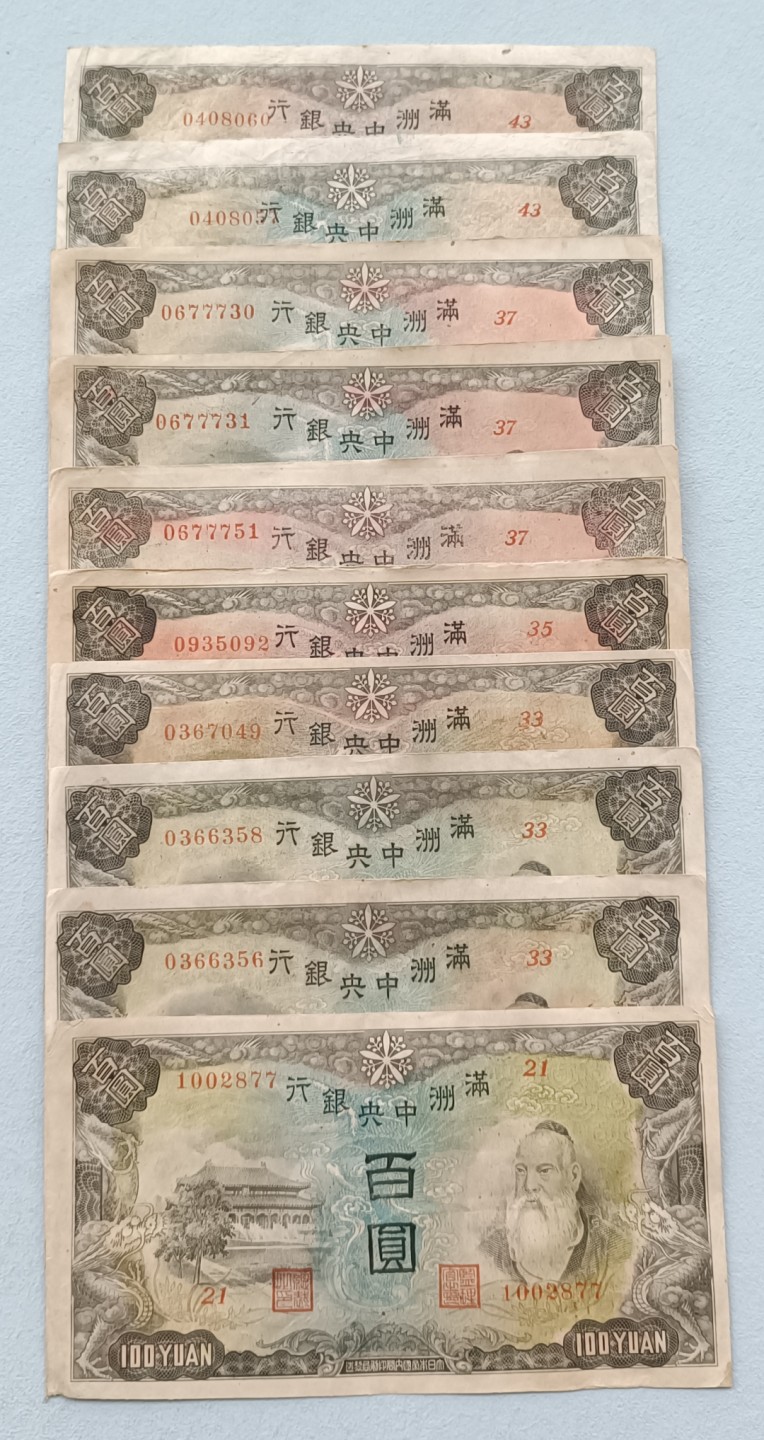 百圓 0408060 行銀央中洲滿 43 百圓
百圓 行銀央中洲滿 43 百圓
百圓 0677730 行銀央中洲滿 37 百圓
百圓 0677731 行銀央中洲滿 37 百圓
百圓 0677751 行銀央中洲滿 37 百圓
百圓 0935092 行銀央中洲滿 35 百圓
百圓 0367049 行銀央中洲滿 33 百圓
百圓 0366358 行銀央中洲滿 33 百圓
百圓 0366356 行銀央中洲滿 33 百圓
百圓 1002877 行銀央中洲滿 21 百圓
百圓
21 1002877
100 YUAN 100 YUAN